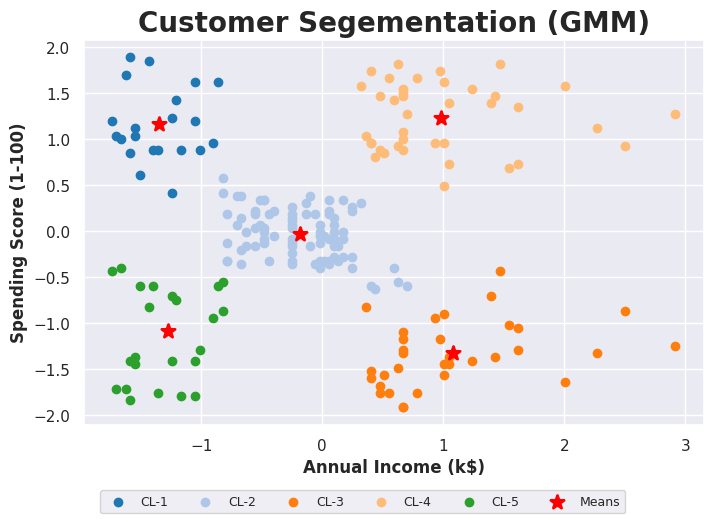 Customer Segementation (GMM)
Spending Score (1-100)
2.0
1.5
1.0
0.5
0.0
−0.5
−1.0
−1.5
−2.0
−1 0 1 2 3
Annual Income (k$)
CL-1 CL-2 CL-3 CL-4 CL-5 Means